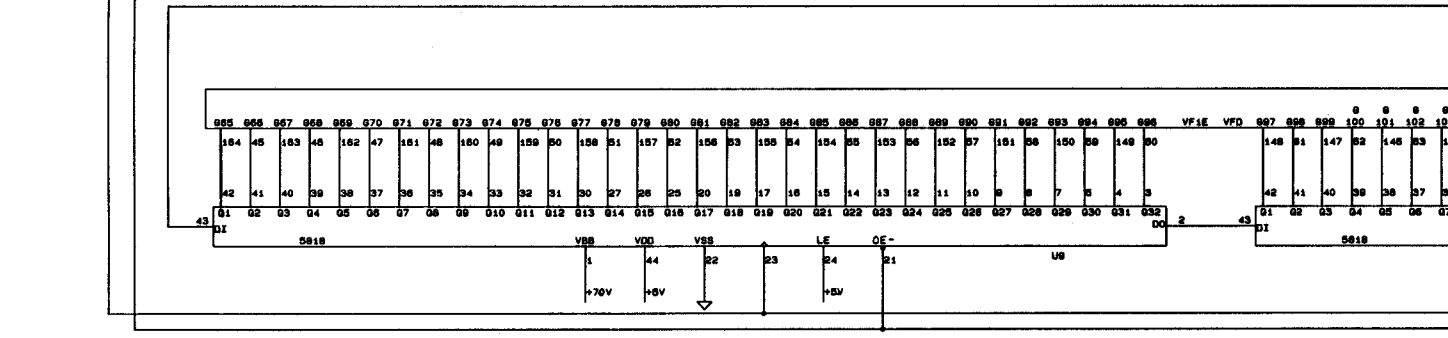 G G G G
G65 G66 G67 G68 G69 G70 G71 G72 G73 G74 G75 G76 G77 G78 G79 G80 G81 G82 G83 G84 G85 G86 G87 G88 G89 G90 G91 G92 G93 G94 G95 G96 VF1E VFD G97 G98 G99 100 101 102 10
164 45 163 46 162 47 161 48 160 49 159 50 158 51 157 52 156 53 155 54 154 55 153 56 152 57 151 58 150 59 149 60 148 61 147 62 146 63 1
42 41 40 39 38 37 36 35 34 33 32 31 30 27 26 25 20 19 17 16 15 14 13 12 11 10 9 8 7 5 4 3 42 41 40 39 38 37 3
Q1 Q2 Q3 Q4 Q5 Q6 Q7 Q8 Q9 Q10 Q11 Q12 Q13 Q14 Q15 Q16 Q17 Q18 Q19 Q20 Q21 Q22 Q23 Q24 Q25 Q26 Q27 Q28 Q29 Q30 Q31 Q32 Q1 Q2 Q3 Q4 Q5 Q6 Q7
43 DI DO 2 43 DI
5818 VBB VDD VSS LE OE- 5818
U9
1 44 22 23 24 21
+70V +5V +5V